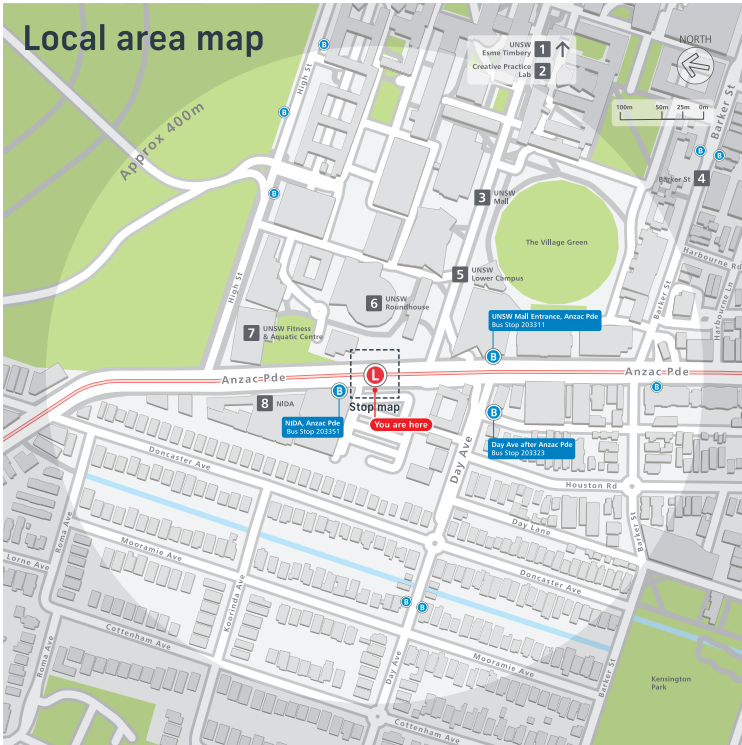 Local area map
NORTH
UNSW
Esme Timbery
1
Creative Practice
Lab
2
100m 50m 25m 0m
Approx 400m
High St
B
B
B
Barker St
B
B
Barker St
4
3
UNSW
Mall
The Village Green
Harbourne Rd
Harbourne Ln
Barker St
5
UNSW
Lower Campus
High St
6
UNSW
Roundhouse
7
UNSW Fitness
& Aquatic Centre
UNSW Mall Entrance, Anzac Pde
Bus Stop 203311
B
Anzac Pde
L
Anzac Pde
B
B
8
NIDA
Stop map
You are here
NIDA, Anzac Pde
Bus Stop 203351
B
Day Ave after Anzac Pde
Bus Stop 203323
Day Ave
Doncaster Ave
Houston Rd
Day Lane
Barker St
Roma Ave
Mooramie Ave
Lorne Ave
Doncaster Ave
Koorinda Ave
B
B
Cottenham Ave
Roma Ave
Day Ave
Mooramie Ave
Barker St
Kensington
Park
Cottenham Ave